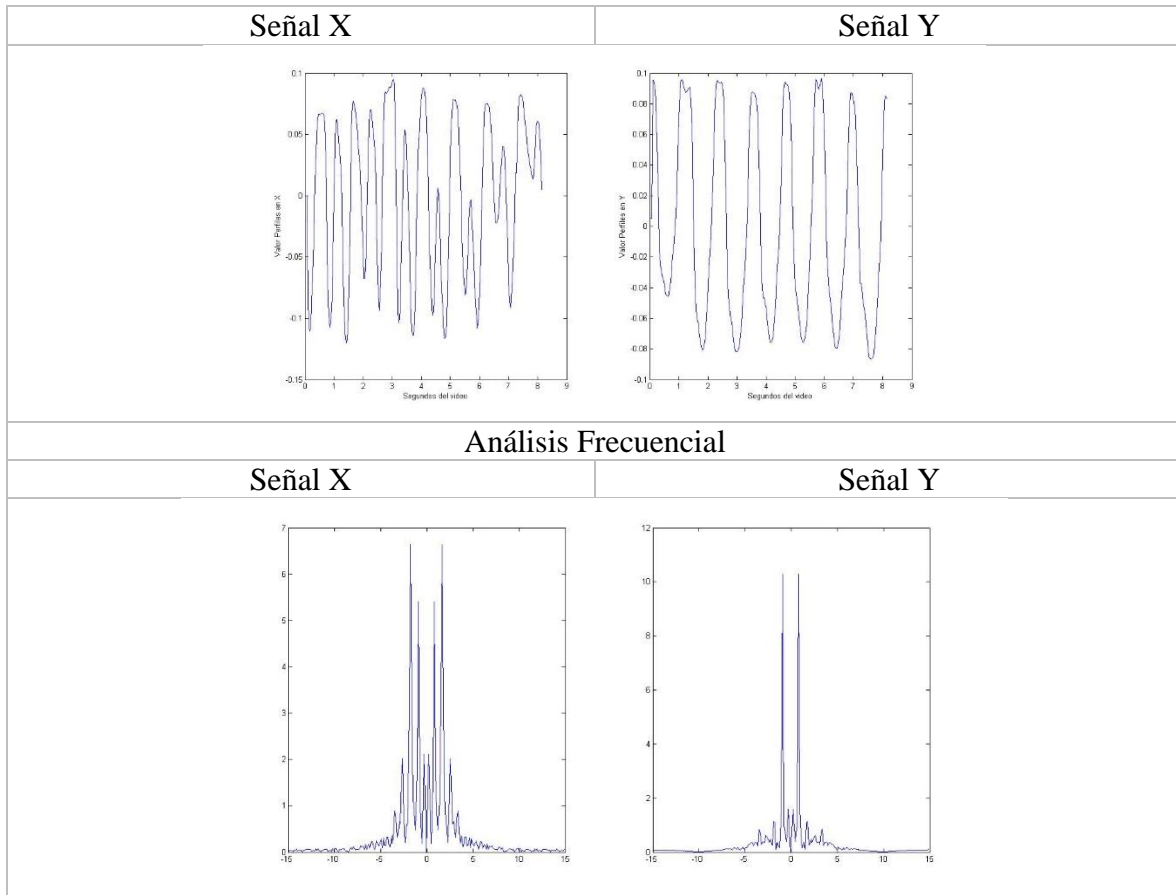 Señal X
Señal Y
0.1
0.05
0
-0.05
-0.1
-0.15
0 1 2 3 4 5 6 7 8 9
Valor Perfiles en X
Segundos del video
0.1
0.08
0.06
0.04
0.02
0
-0.02
-0.04
-0.06
-0.08
-0.1
0 1 2 3 4 5 6 7 8 9
Valor Perfiles en Y
Segundos del video
Análisis Frecuencial
Señal X
Señal Y
7
6
5
4
3
2
1
0
-15 -10 -5 0 5 10 15
12
10
8
6
4
2
0
-15 -10 -5 0 5 10 15